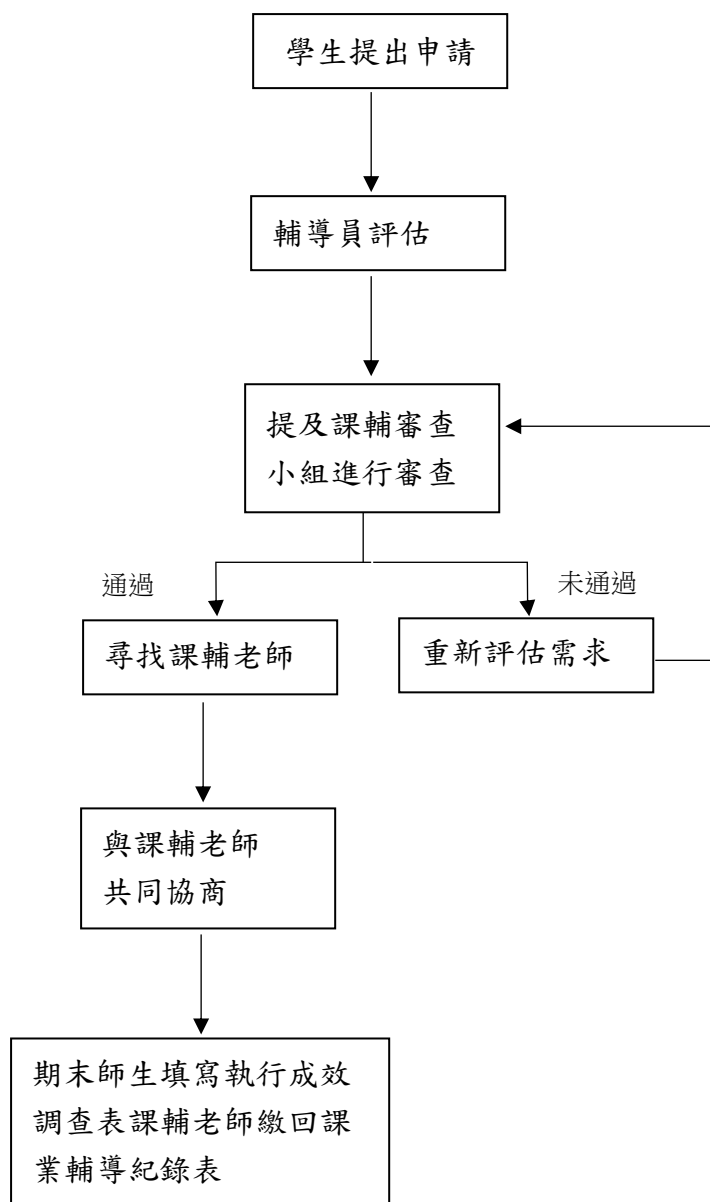 學生提出申請
輔導員評估
提及課輔審查
小組進行審查
通過
未通過
尋找課輔老師
重新評估需求
與課輔老師
共同協商
期末師生填寫執行成效
調查表課輔老師繳回課
業輔導紀錄表